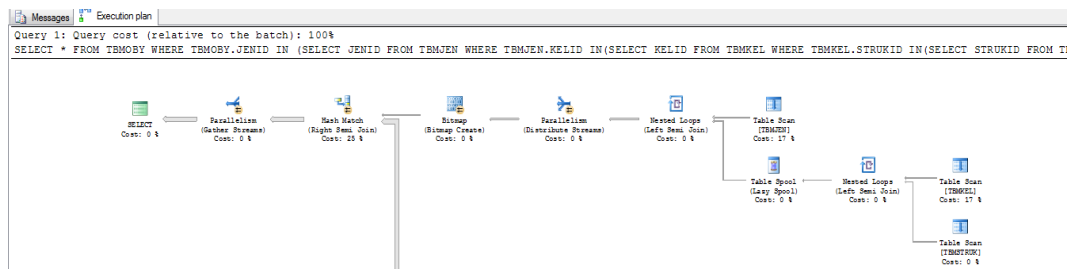 Messages
Execution plan
Query 1: Query cost (relative to the batch): 100%
SELECT * FROM TBMOBY WHERE TBMOBY.JENID IN (SELECT JENID FROM TBMJEN WHERE TBMJEN.KELID IN(SELECT KELID FROM TBMKEL WHERE TBMKEL.STRUKID IN(SELECT STRUKID FROM
SELECT
Cost: 0 %
Parallelism
(Gather Streams)
Cost: 0 %
Hash Match
(Right Semi Join)
Cost: 25 %
Bitmap
(Bitmap Create)
Cost: 0 %
Parallelism
(Distribute Streams)
Cost: 0 %
Nested Loops
(Left Semi Join)
Cost: 0 %
Table Scan
[TBMJEN]
Cost: 17 %
Table Spool
(Lazy Spool)
Cost: 0 %
Nested Loops
(Left Semi Join)
Cost: 0 %
Table Scan
[TBMKEL]
Cost: 17 %
Table Scan
[TBMSTRUK]
Cost: 0 %